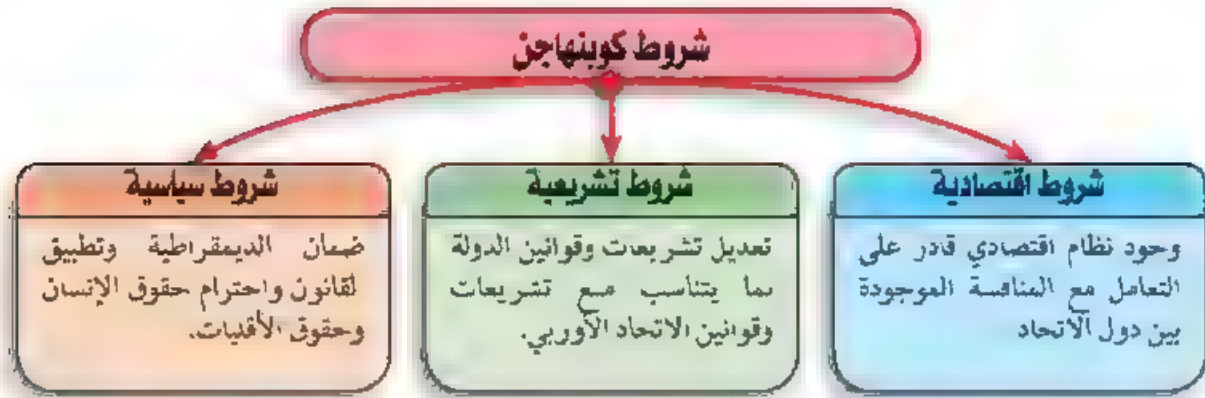 شروط كوبنهاجن
شروط اقتصادية
وجود نظام اقتصادي قادر على
التعامل مع المنافسة الموجودة
بين دول الاتحاد
شروط تشريعية
تعديل تشريعات وقوانين الدولة
بما يتناسب مع تشريعات
وقوانين الاتحاد الأوربي.
شروط سياسية
ضمان الديمقراطية وتطبيق
لقانون واحترام حقوق الإنسان
وحقوق الأقليات.